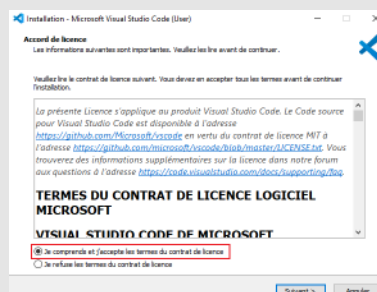 Installation - Microsoft Visual Studio Code (User)
Accord de licence
Les informations suivantes sont importantes. Veuillez les lire avant de continuer.
Veuillez lire le contrat de licence suivant. Vous devez en accepter tous les termes avant de continuer
l'installation.
La présente Licence s'applique au produit Visual Studio Code. Le Code source
pour Visual Studio Code est disponible à l'adresse
https://github.com/Microsoft/vscode en vertu du contrat de licence MIT à
l'adresse https://github.com/microsoft/vscode/blob/master/LICENSE.txt. Vous
trouverez des informations supplémentaires sur la licence dans notre forum
aux questions à l'adresse https://code.visualstudio.com/docs/supporting/faq.
TERMES DU CONTRAT DE LICENCE LOGICIEL
MICROSOFT
VISUAL STUDIO CODE DE MICROSOFT
Je comprends et j'accepte les termes du contrat de licence
Je refuse les termes du contrat de licence
Suivant >
Annuler